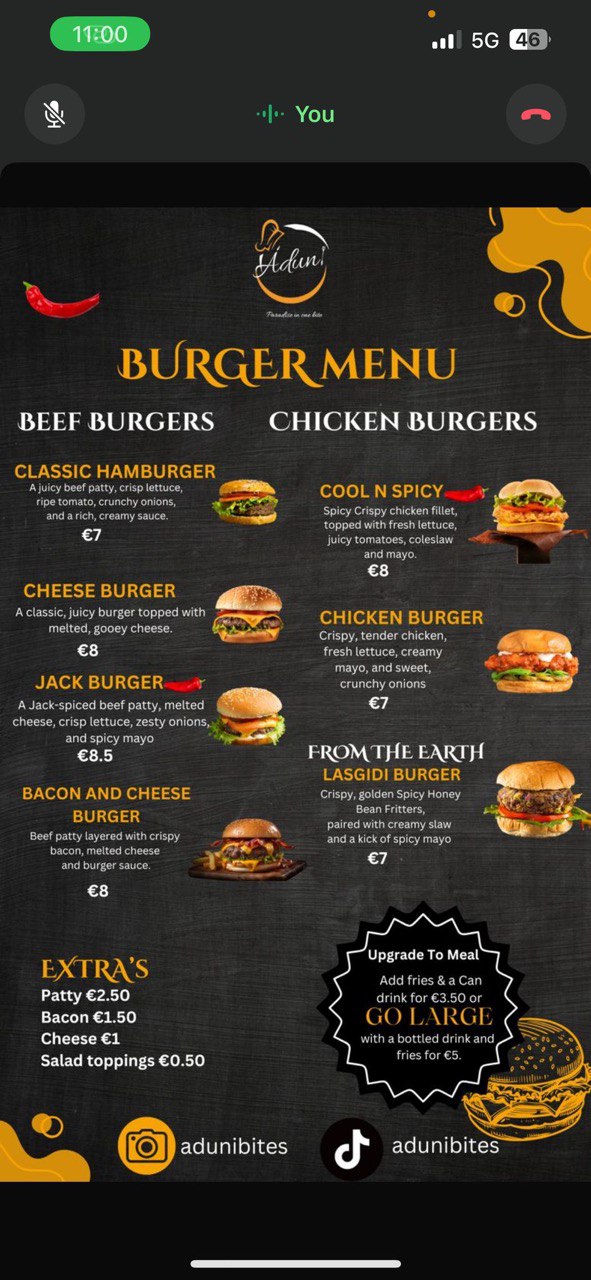 11:00
5G
46
You
Aduni
Paradise in one bite
BURGER MENU
BEEF BURGERS
CLASSIC HAMBURGER
A juicy beef patty, crisp lettuce,
ripe tomato, crunchy onions,
and a rich, creamy sauce.
€7
CHEESE BURGER
A classic, juicy burger topped with
melted, gooey cheese.
€8
JACK BURGER
A Jack-spiced beef patty, melted
cheese, crisp lettuce, zesty onions,
and spicy mayo
€8.5
BACON AND CHEESE
BURGER
Beef patty layered with crispy
bacon, melted cheese
and burger sauce.
€8
CHICKEN BURGERS
COOL N SPICY
Spicy Crispy chicken fillet,
topped with fresh lettuce,
juicy tomatoes, coleslaw
and mayo.
€8
CHICKEN BURGER
Crispy, tender chicken,
fresh lettuce, creamy
mayo, and sweet,
crunchy onions
€7
FROM THE EARTH
LASGIDI BURGER
Crispy, golden Spicy Honey
Bean Fritters,
paired with creamy slaw
and a kick of spicy mayo
€7
EXTRA'S
Patty €2.50
Bacon €1.50
Cheese €1
Salad toppings €0.50
Upgrade To Meal
Add fries & a Can
drink for €3.50 or
GO LARGE
with a bottled drink and
fries for €5.
adunibites
adunibites